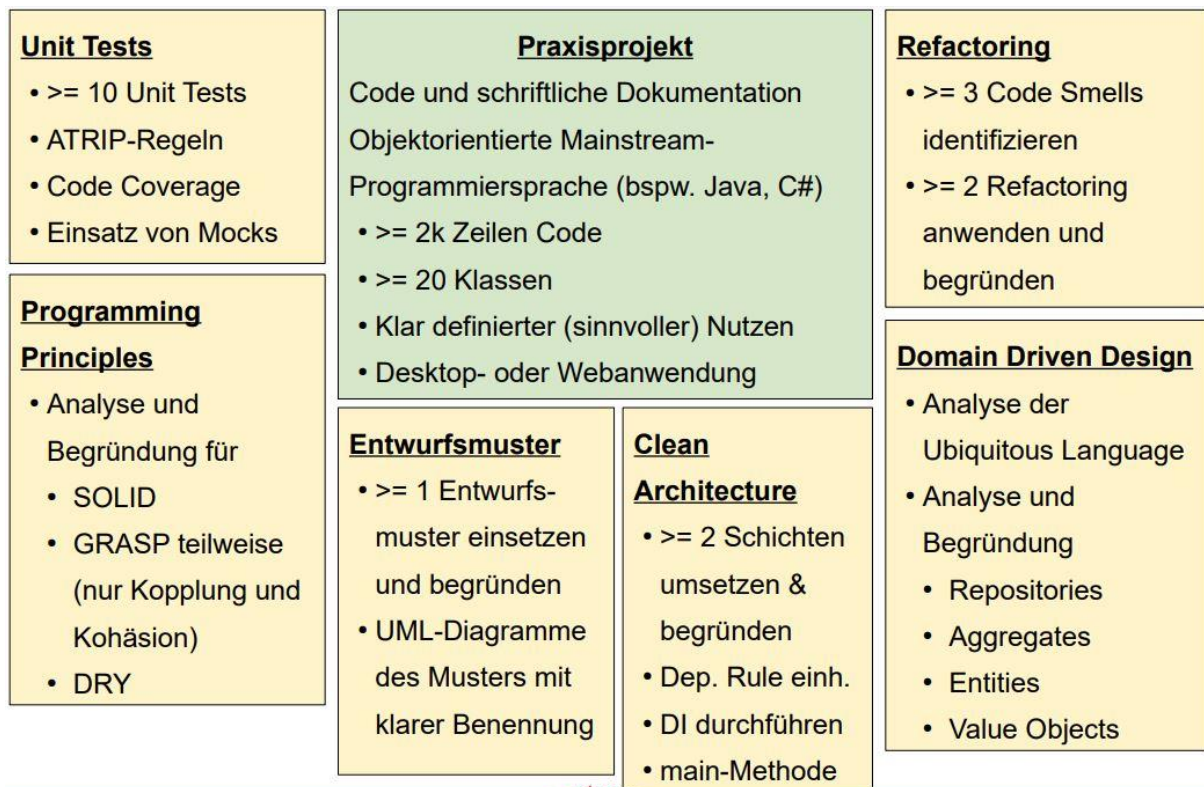 Unit Tests
• >= 10 Unit Tests
• ATRIP-Regeln
• Code Coverage
• Einsatz von Mocks
Programming
Principles
• Analyse und
Begründung für
• SOLID
• GRASP teilweise
(nur Kopplung und
Kohäsion)
• DRY
Praxisprojekt
Code und schriftliche Dokumentation
Objektorientierte Mainstream-
Programmiersprache (bspw. Java, C#)
• >= 2k Zeilen Code
• >= 20 Klassen
• Klar definierter (sinnvoller) Nutzen
• Desktop- oder Webanwendung
Entwurfsmuster
• >= 1 Entwurfs-
muster einsetzen
und begründen
• UML-Diagramme
des Musters mit
klarer Benennung
Clean
Architecture
• >= 2 Schichten
umsetzen &
begründen
• Dep. Rule einh.
• DI durchführen
• main-Methode
Refactoring
• >= 3 Code Smells
identifizieren
• >= 2 Refactoring
anwenden und
begründen
Domain Driven Design
• Analyse der
Ubiquitous Language
• Analyse und
Begründung
• Repositories
• Aggregates
• Entities
• Value Objects